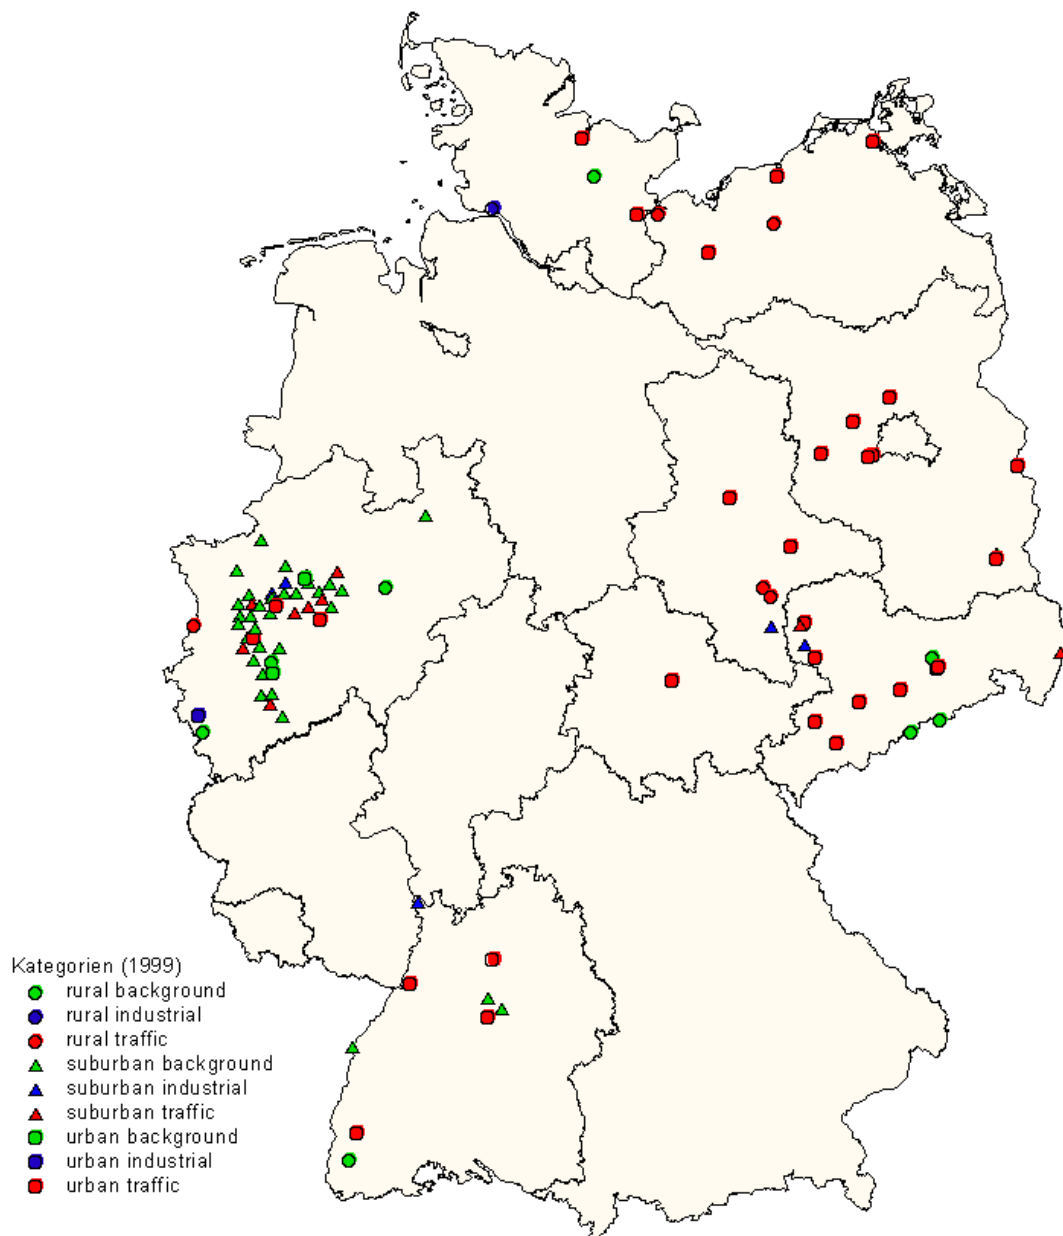 Kategorien (1999)
rural background
rural industrial
rural traffic
suburban background
suburban industrial
suburban traffic
urban background
urban industrial
urban traffic